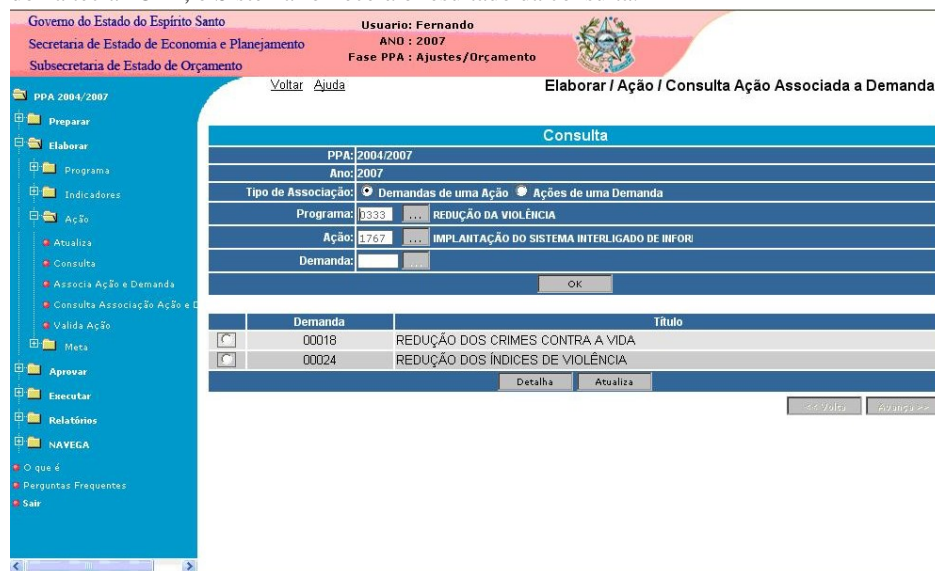 Governo do Estado do Espírito Santo
Secretaria de Estado de Economia e Planejamento
Subsecretaria de Estado de Orçamento
Usuario: Fernando
ANO : 2007
Fase PPA : Ajustes/Orçamento
Voltar Ajuda
Elaborar / Ação / Consulta Ação Associada a Demanda
PPA 2004/2007
Preparar
Elaborar
Programa
Indicadores
Ação
Atualiza
Consulta
Associa Ação e Demanda
Consulta Associação Ação e D
Valida Ação
Meta
Aprovar
Executar
Relatórios
NAVEGA
O que é
Perguntas Frequentes
Sair
Consulta
PPA: 2004/2007
Ano: 2007
Tipo de Associação: Demandas de uma Ação Ações de uma Demanda
Programa: 0333 ... REDUÇÃO DA VIOLÊNCIA
Ação: 1767 ... IMPLANTAÇÃO DO SISTEMA INTERLIGADO DE INFOR
Demanda: ...
OK
Demanda Título
00018 REDUÇÃO DOS CRIMES CONTRA A VIDA
00024 REDUÇÃO DOS ÍNDICES DE VIOLÊNCIA
Detalha Atualiza
<< Volta Avança >>